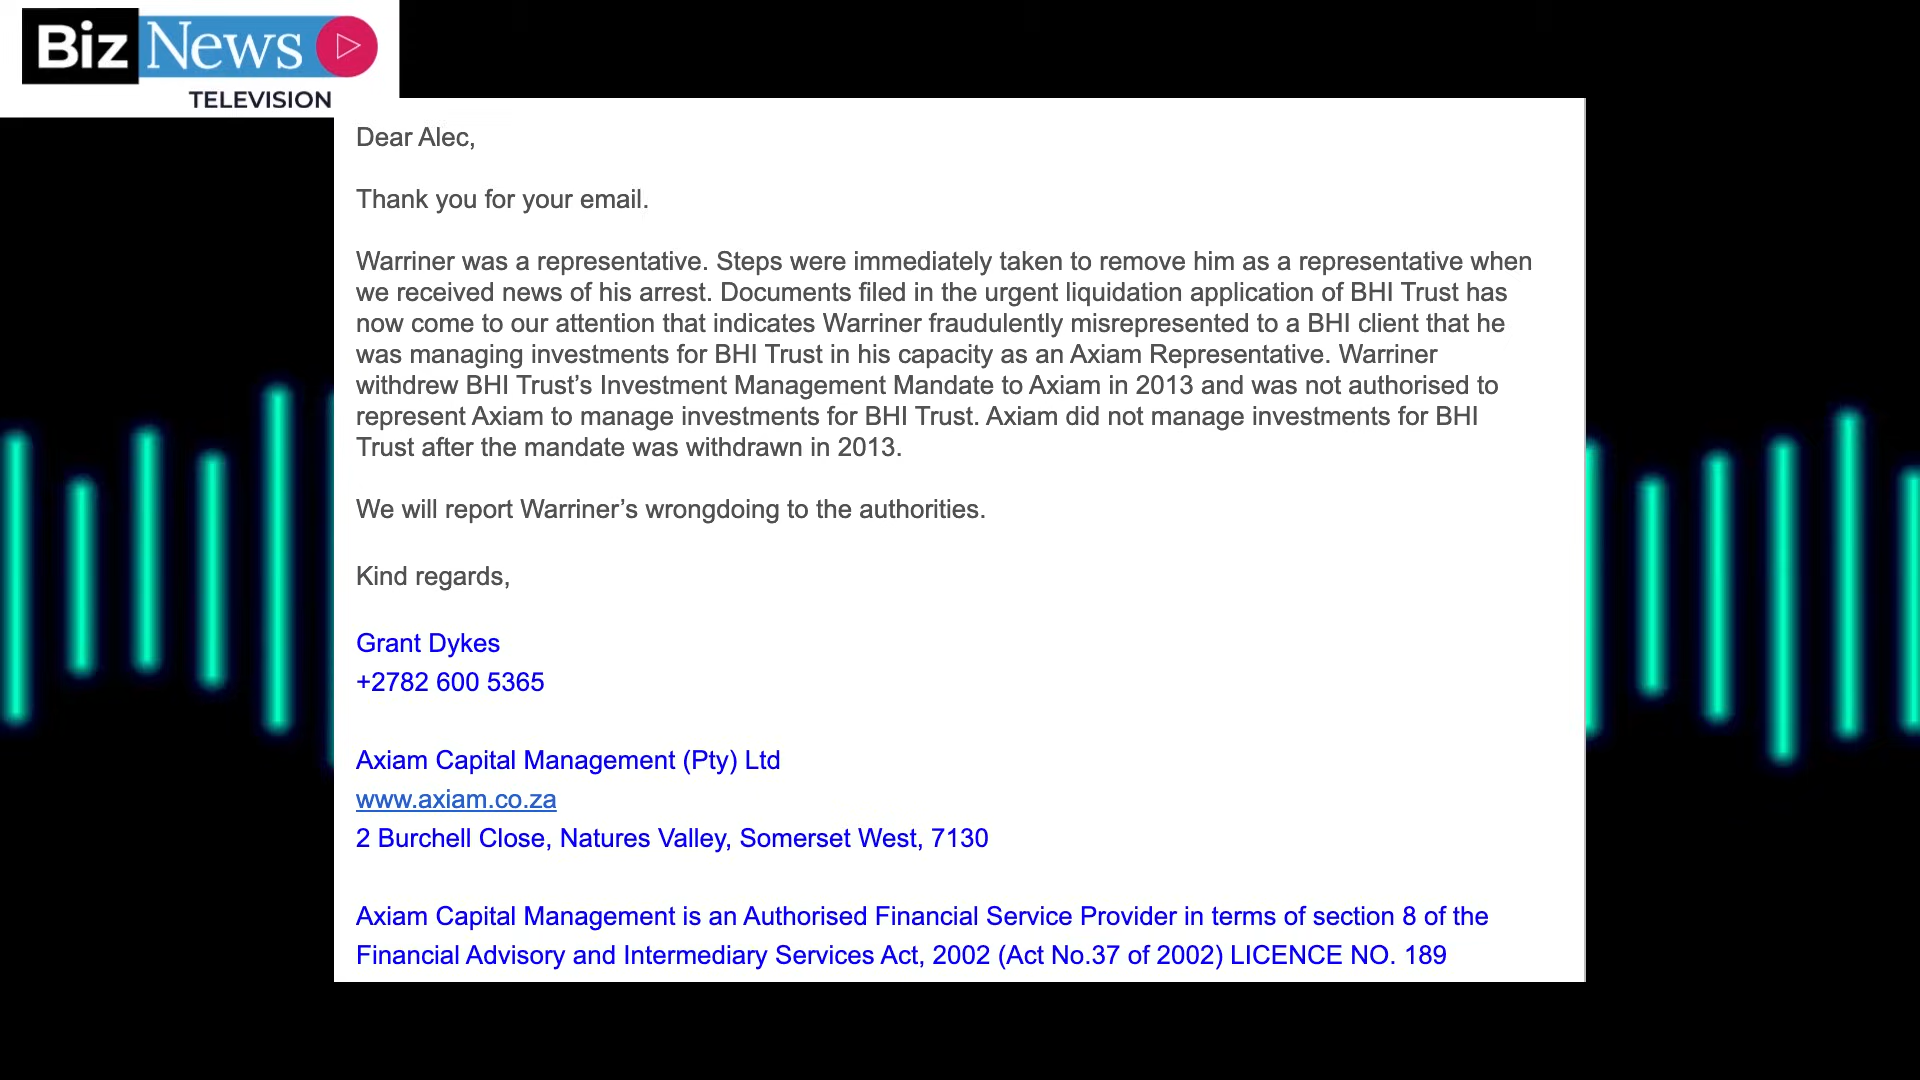 Biz News
TELEVISION
Dear Alec,
Thank you for your email.
Warriner was a representative. Steps were immediately taken to remove him as a representative when
we received news of his arrest. Documents filed in the urgent liquidation application of BHI Trust has
now come to our attention that indicates Warriner fraudulently misrepresented to a BHI client that he
was managing investments for BHI Trust in his capacity as an Axiam Representative. Warriner
withdrew BHI Trust’s Investment Management Mandate to Axiam in 2013 and was not authorised to
represent Axiam to manage investments for BHI Trust. Axiam did not manage investments for BHI
Trust after the mandate was withdrawn in 2013.
We will report Warriner’s wrongdoing to the authorities.
Kind regards,
Grant Dykes
+2782 600 5365
Axiam Capital Management (Pty) Ltd
www.axiam.co.za
2 Burchell Close, Natures Valley, Somerset West, 7130
Axiam Capital Management is an Authorised Financial Service Provider in terms of section 8 of the
Financial Advisory and Intermediary Services Act, 2002 (Act No.37 of 2002) LICENCE NO. 189